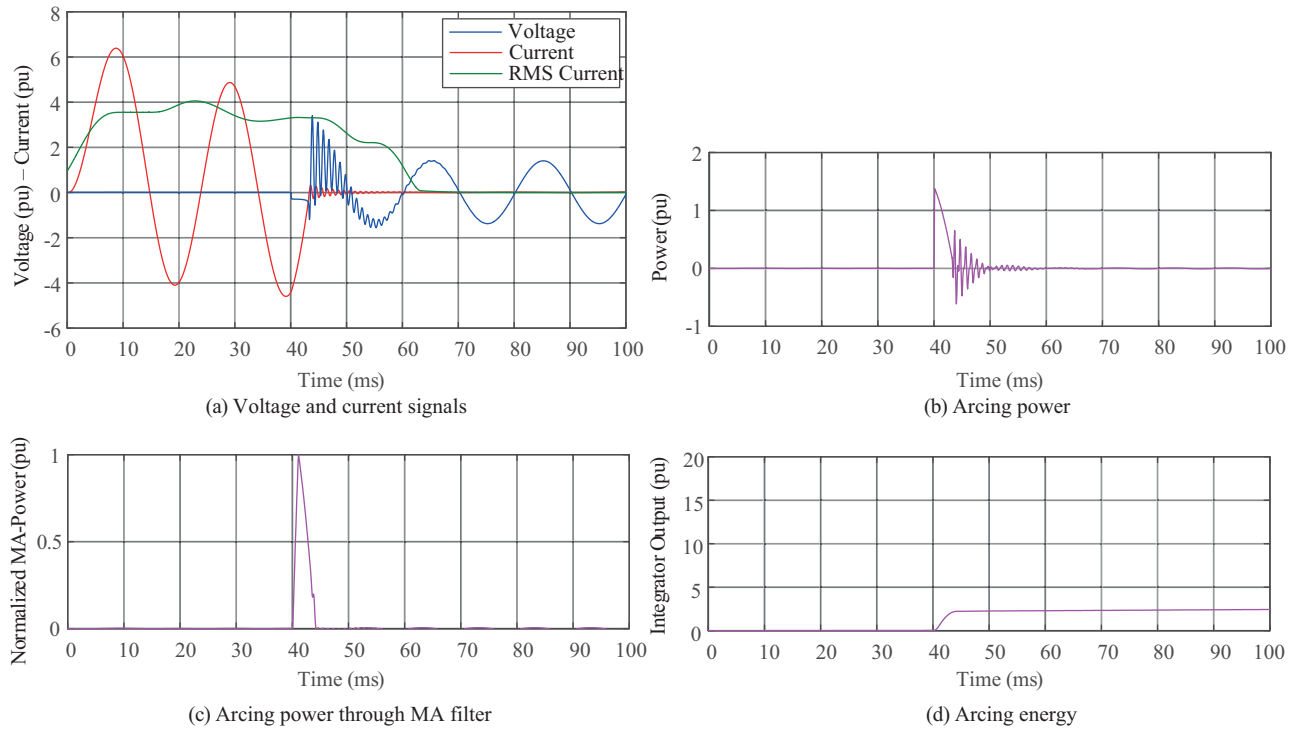 8
6
4
2
0
-2
-4
-6
Voltage (pu) – Current (pu)
Voltage
Current
RMS Current
0 10 20 30 40 50 60 70 80 90 100
Time (ms)
(a) Voltage and current signals
2
1
0
-1
Power (pu)
0 10 20 30 40 50 60 70 80 90 100
Time (ms)
(b) Arcing power
1
0.5
0
Normalized MA-Power (pu)
0 10 20 30 40 50 60 70 80 90 100
Time (ms)
(c) Arcing power through MA filter
20
15
10
5
0
Integrator Output (pu)
0 10 20 30 40 50 60 70 80 90 100
Time (ms)
(d) Arcing energy